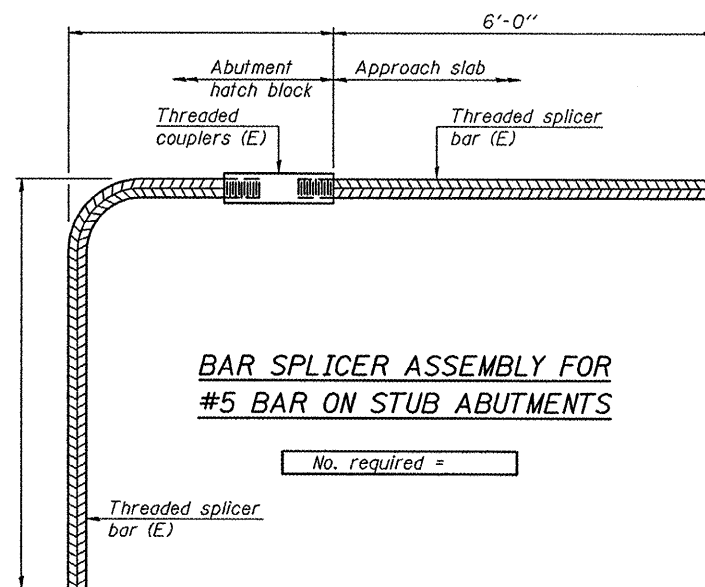 6'-0"
Abutment
hatch block
Approach slab
Threaded
couplers (E)
Threaded splicer
bar (E)
BAR SPLICER ASSEMBLY FOR
#5 BAR ON STUB ABUTMENTS
No. required =
Threaded splicer
bar (E)